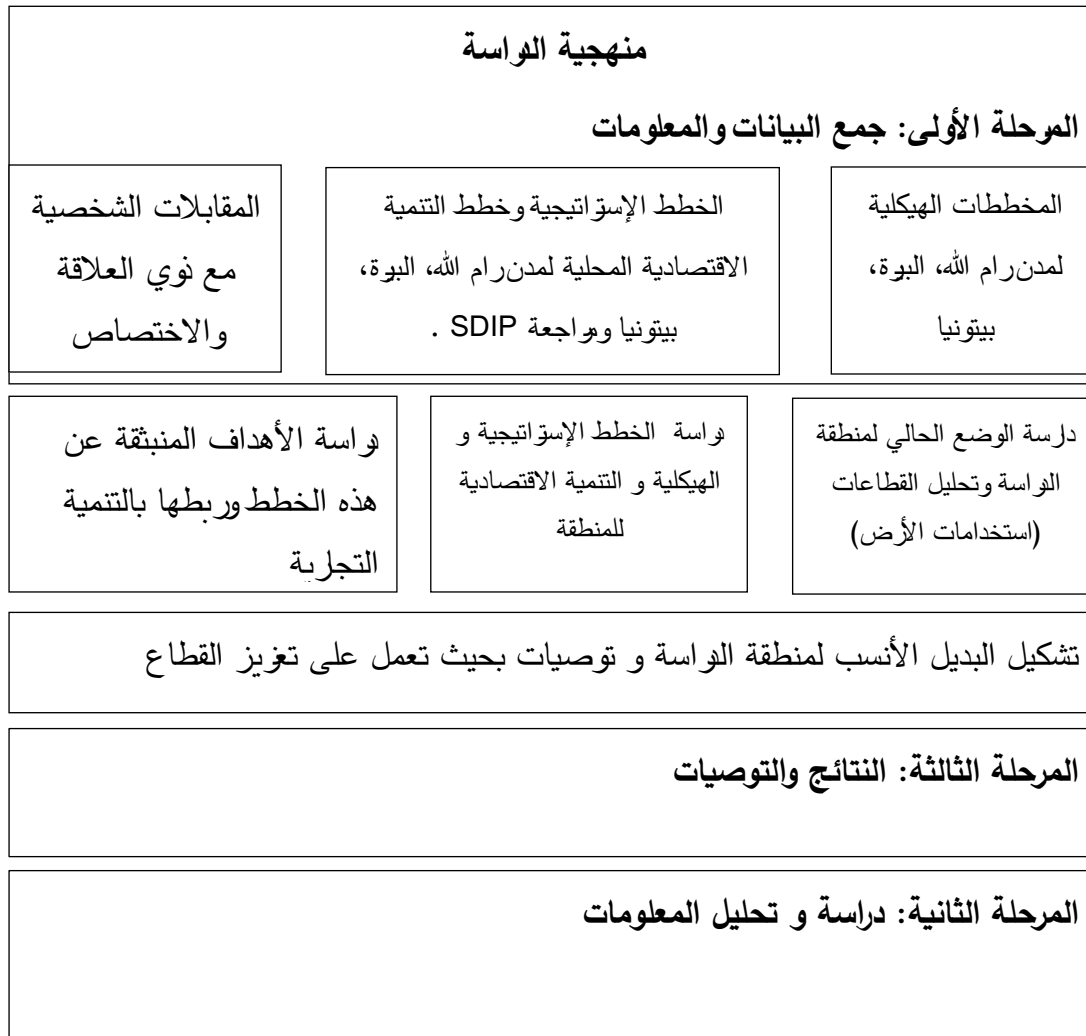 منهجية الدراسة
المرحلة الأولى: جمع البيانات والمعلومات
المخططات الهيكلية
لمدن رام الله، البيرة،
بيتونيا
الخطط الإستراتيجية وخطط التنمية
الاقتصادية المحلية لمدن رام الله، البيرة،
بيتونيا ومراجعة SDIP .
المقابلات الشخصية
مع ذوي العلاقة
والاختصاص
دارسة الوضع الحالي لمنطقة
الدراسة وتحليل القطاعات
(استخدامات الأرض)
دراسة الخطط الإستراتيجية و
الهيكلية و التنمية الاقتصادية
للمنطقة
دراسة الأهداف المنبثقة عن
هذه الخطط وربطها بالتنمية
التجارية
تشكيل البديل الأنسب لمنطقة الدراسة و توصيات بحيث تعمل على تعزيز القطاع
المرحلة الثالثة: النتائج والتوصيات
المرحلة الثانية: دراسة و تحليل المعلومات